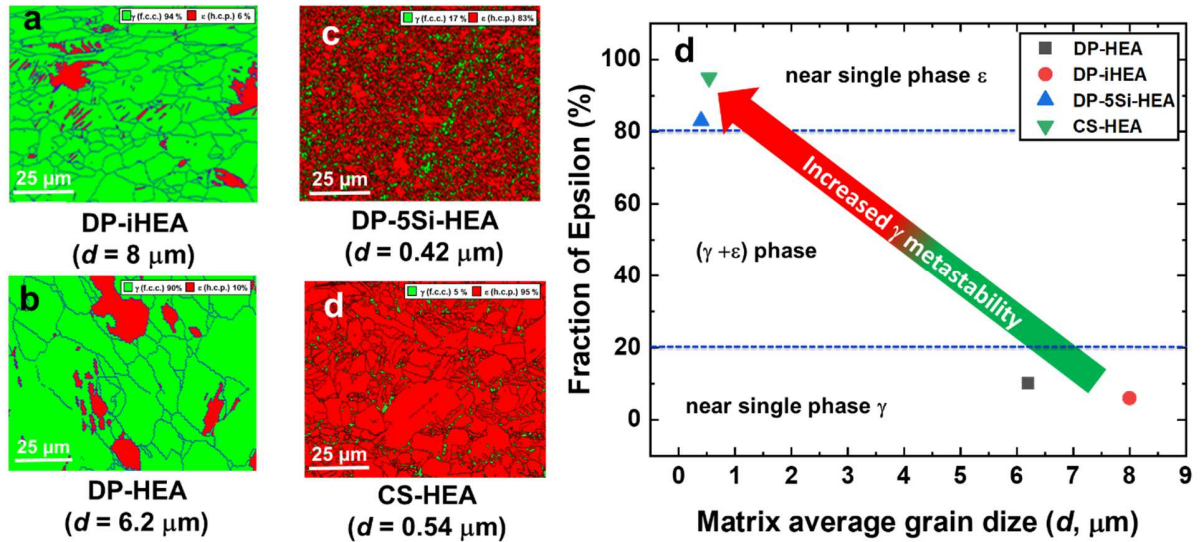 a
γ (f.c.c.) 94 % ε (h.c.p.) 6 %
25 μm
DP-iHEA
(d = 8 μm)
b
γ (f.c.c.) 90% ε (h.c.p.) 10%
25 μm
DP-HEA
(d = 6.2 μm)
c
γ (f.c.c.) 17 % ε (h.c.p.) 83%
25 μm
DP-5Si-HEA
(d = 0.42 μm)
d
γ (f.c.c.) 5 % ε (h.c.p.) 95 %
25 μm
CS-HEA
(d = 0.54 μm)
d
DP-HEA
DP-iHEA
DP-5Si-HEA
CS-HEA
near single phase ε
Increased γ metastability
(γ +ε) phase
near single phase γ
Fraction of Epsilon (%)
100
80
60
40
20
0
0 1 2 3 4 5 6 7 8 9
Matrix average grain dize (d, μm)